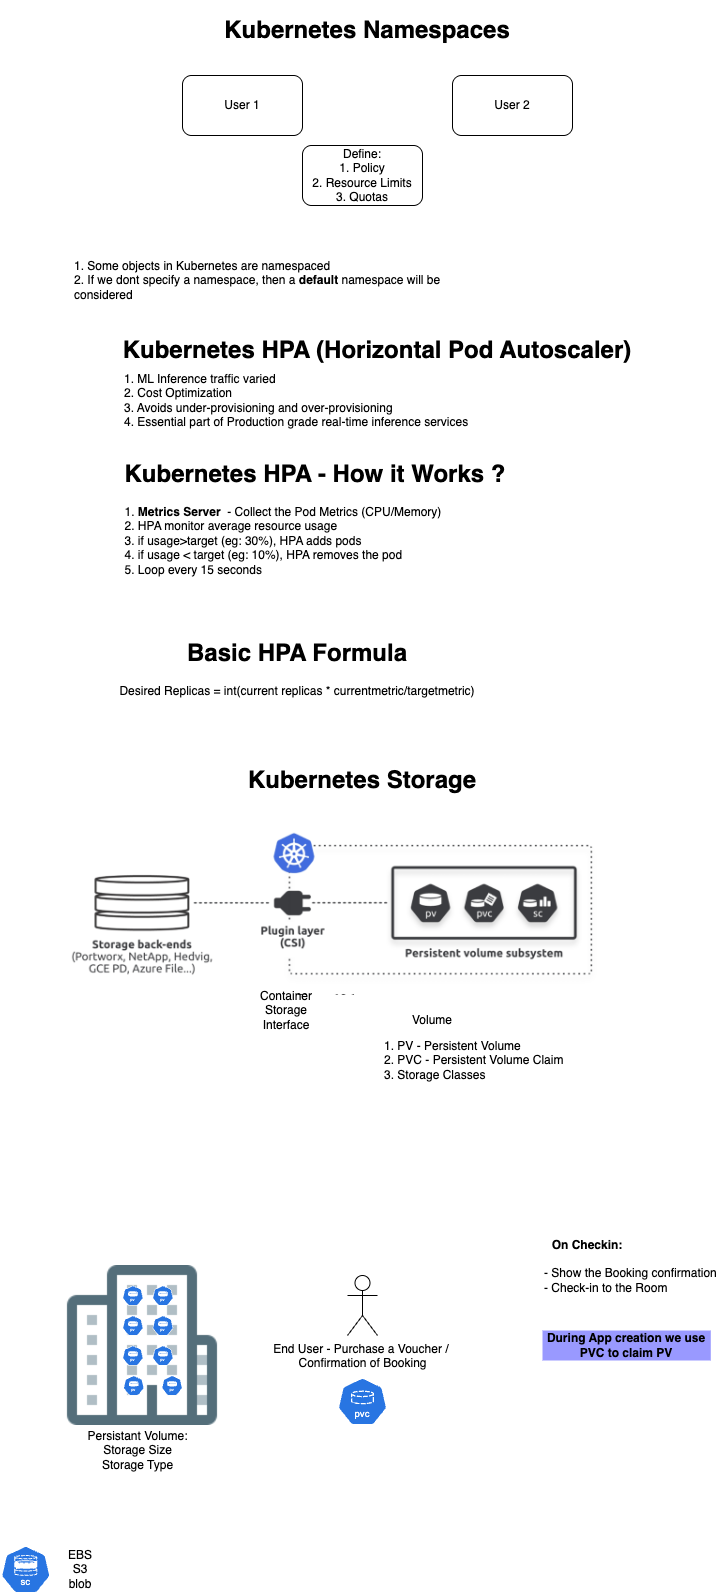 Kubernetes Namespaces
User 1
User 2
Define:
1. Policy
2. Resource Limits
3. Quotas
1. Some objects in Kubernetes are namespaced
2. If we dont specify a namespace, then a default namespace will be
considered
Kubernetes HPA (Horizontal Pod Autoscaler)
1. ML Inference traffic varied
2. Cost Optimization
3. Avoids under-provisioning and over-provisioning
4. Essential part of Production grade real-time inference services
Kubernetes HPA - How it Works ?
1. Metrics Server - Collect the Pod Metrics (CPU/Memory)
2. HPA monitor average resource usage
3. if usage>target (eg: 30%), HPA adds pods
4. if usage < target (eg: 10%), HPA removes the pod
5. Loop every 15 seconds
Basic HPA Formula
Desired Replicas = int(current replicas * currentmetric/targetmetric)
Kubernetes Storage
pv
pvc
sc
Plugin layer
(CSI)
Storage back-ends
(Portworx, NetApp, Hedvig,
GCE PD, Azure File...)
Persistent volume subsystem
Container
Storage
Interface
Volume
1. PV - Persistent Volume
2. PVC - Persistent Volume Claim
3. Storage Classes
On Checkin:
- Show the Booking confirmation
- Check-in to the Room
During App creation we use
PVC to claim PV
pv pv
pv pv
pv pv
pv pv
End User - Purchase a Voucher /
Confirmation of Booking
pvc
Persistant Volume:
Storage Size
Storage Type
sc
EBS
S3
blob